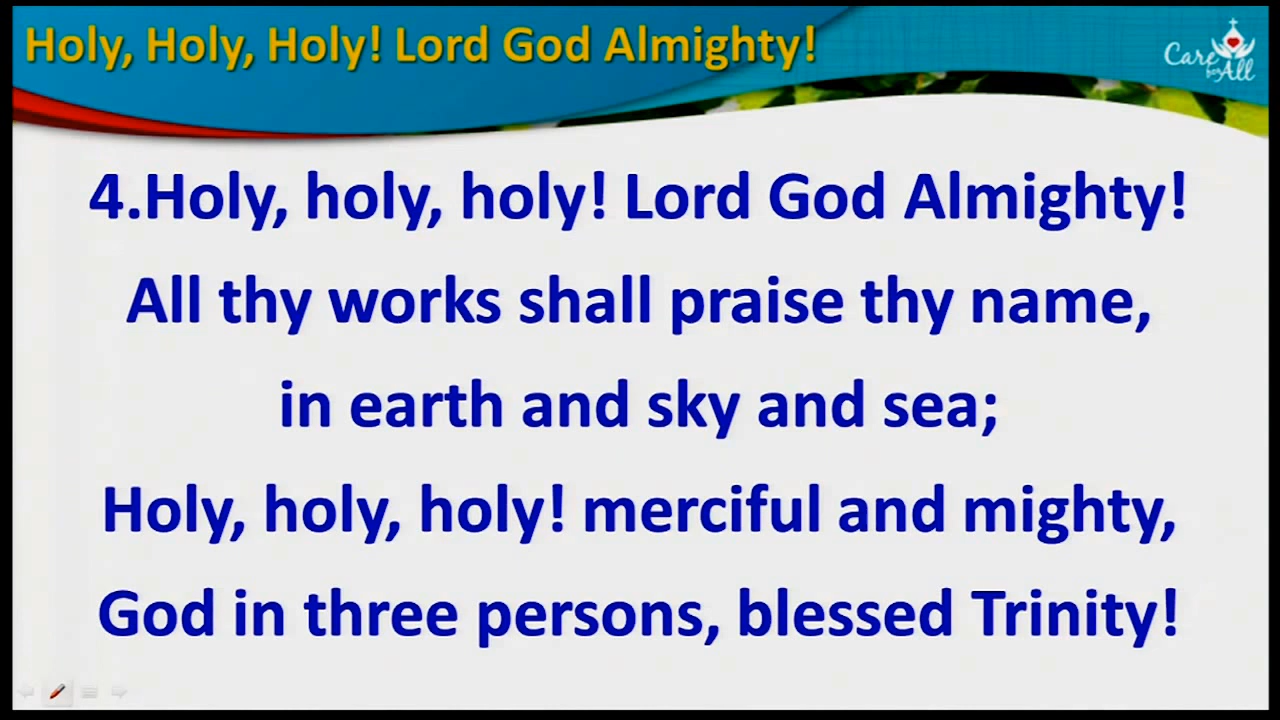 Holy, Holy, Holy! Lord God Almighty!
Care
for All
4.Holy, holy, holy! Lord God Almighty!
All thy works shall praise thy name,
in earth and sky and sea;
Holy, holy, holy! merciful and mighty,
God in three persons, blessed Trinity!